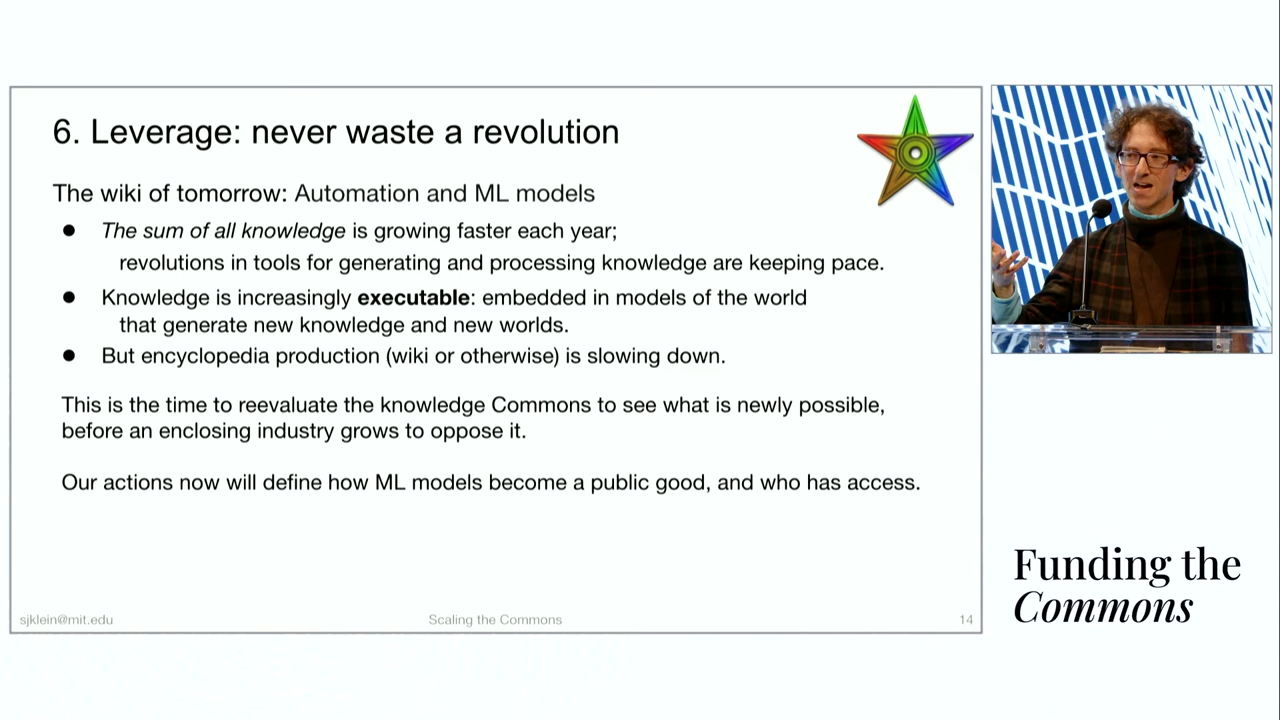 6. Leverage: never waste a revolution
The wiki of tomorrow: Automation and ML models
● The sum of all knowledge is growing faster each year;
revolutions in tools for generating and processing knowledge are keeping pace.
● Knowledge is increasingly executable: embedded in models of the world
that generate new knowledge and new worlds.
● But encyclopedia production (wiki or otherwise) is slowing down.
This is the time to reevaluate the knowledge Commons to see what is newly possible,
before an enclosing industry grows to oppose it.
Our actions now will define how ML models become a public good, and who has access.
sjklein@mit.edu
Scaling the Commons
14
Funding the
Commons